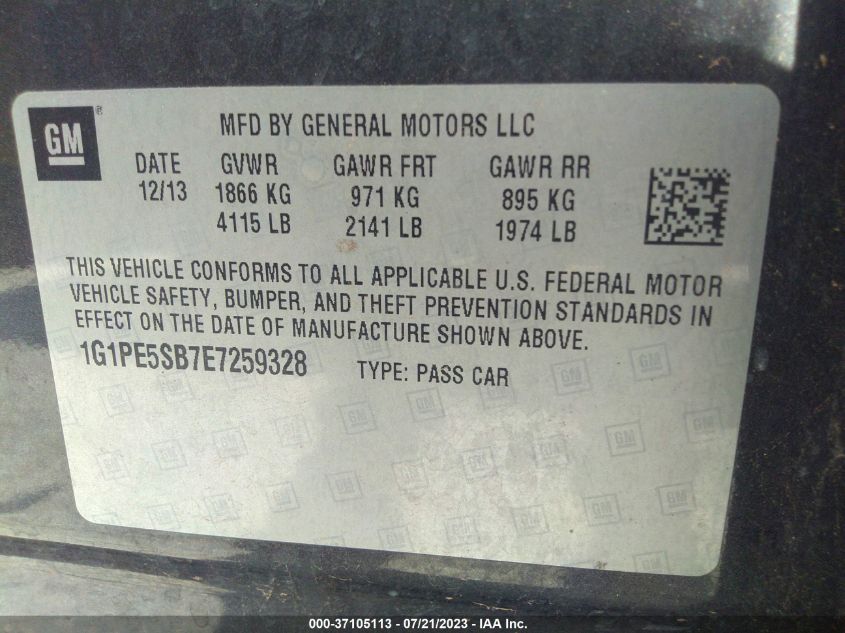 GM®
MFD BY GENERAL MOTORS LLC
DATE GVWR GAWR FRT GAWR RR
12/13 1866 KG 971 KG 895 KG
4115 LB 2141 LB 1974 LB
THIS VEHICLE CONFORMS TO ALL APPLICABLE U.S. FEDERAL MOTOR
VEHICLE SAFETY, BUMPER, AND THEFT PREVENTION STANDARDS IN
EFFECT ON THE DATE OF MANUFACTURE SHOWN ABOVE.
1G1PE5SB7E7259328 TYPE: PASS CAR
000-37105113 - 07/21/2023 - IAA Inc.